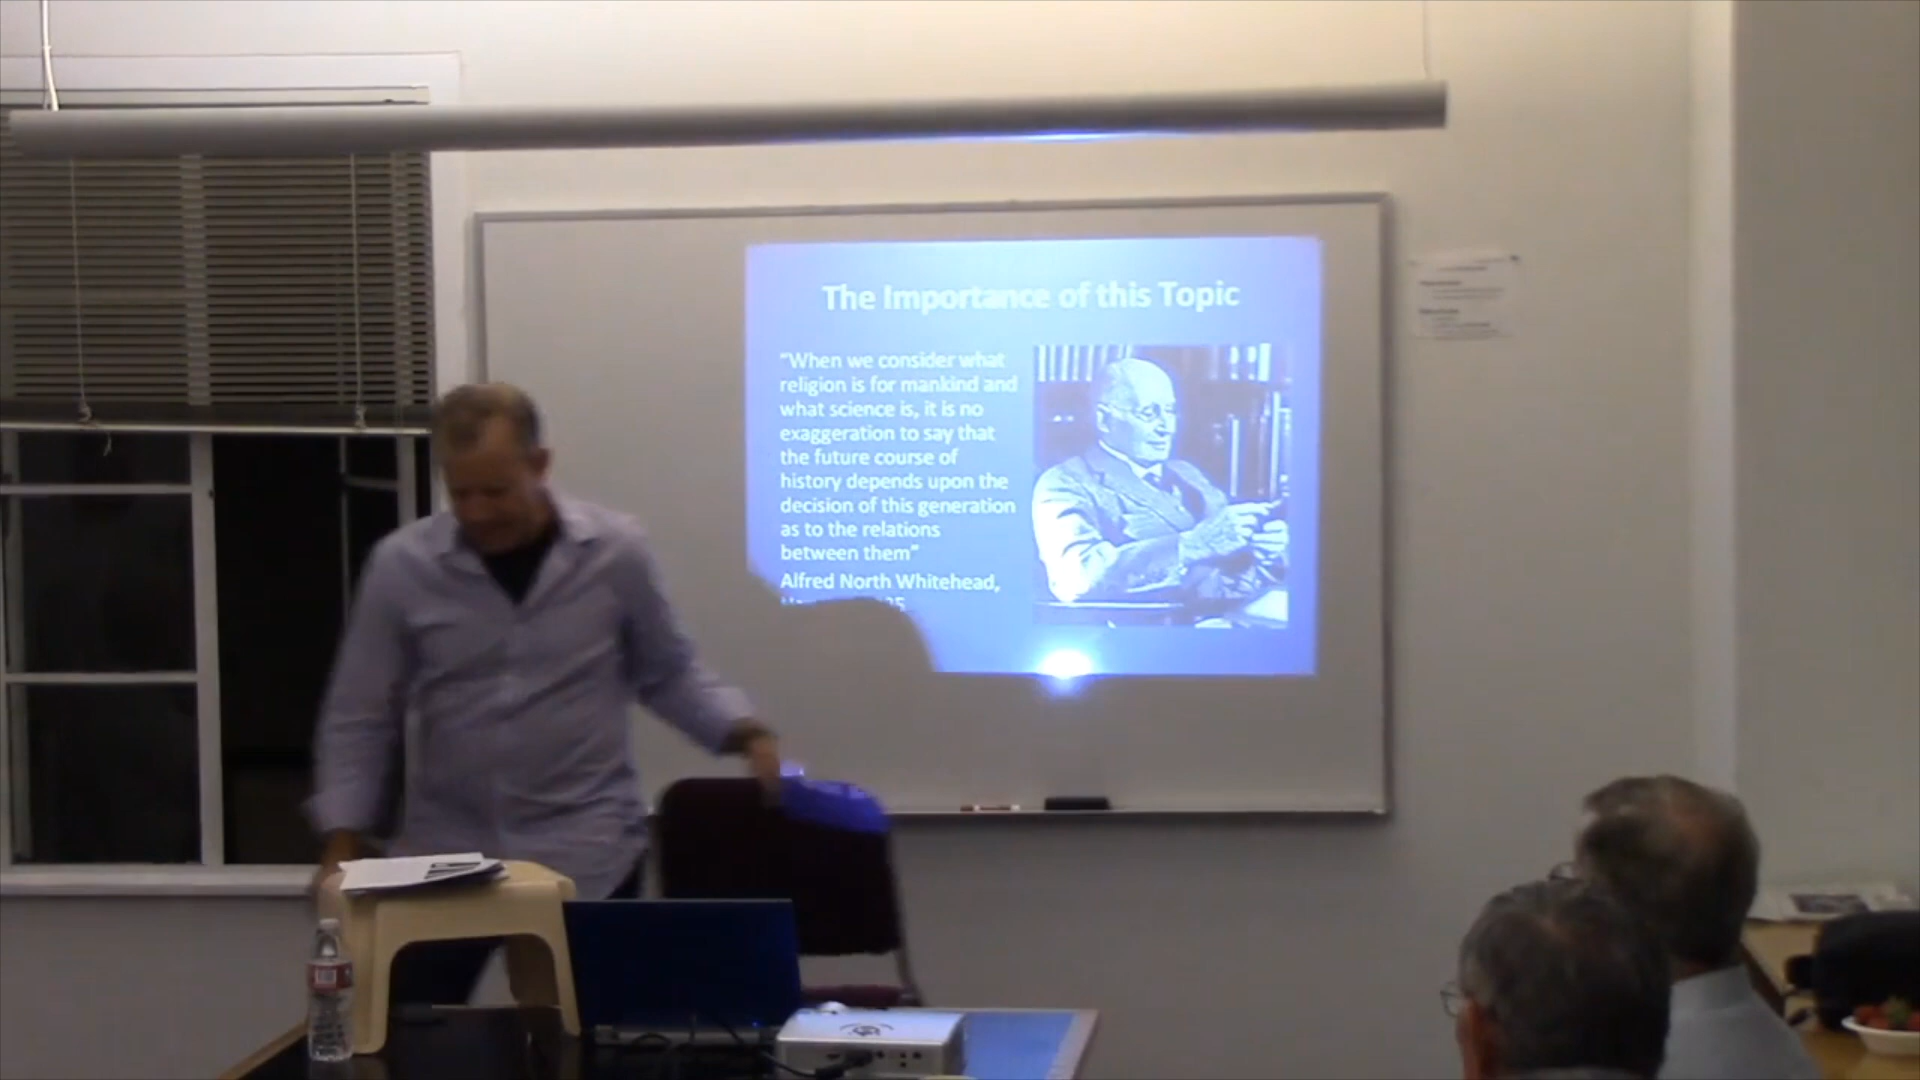 The Importance of this Topic
“When we consider what
religion is for mankind and
what science is, it is no
exaggeration to say that
the future course of
history depends upon the
decision of this generation
as to the relations
between them”
Alfred North Whitehead,